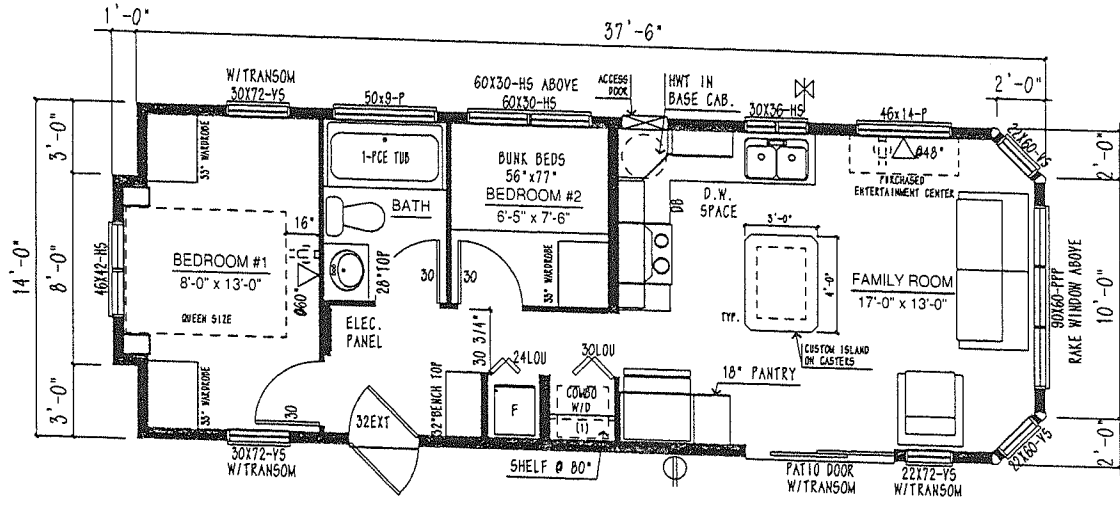 1'-0"
37'-6"
2'-0"
W/TRANSOM
30X72-VS
50x9-P
60X30-HS ABOVE
60X30-HS
ACCESS
DOOR
HWT IN
BASE CAB.
30X36-HS
46x14-P
22X60-VS
3'-0"
33" WARDROBE
1-PCE TUB
BUNK BEDS
56"x77"
BEDROOM #2
6'-5" x 7'-6"
@48"
PURCHASED
ENTERTAINMENT CENTER
2'-0"
14'-0"
8'-0"
46X42-HS
16"
BATH
DB
D.W.
SPACE
3'-0"
BEDROOM #1
8'-0" x 13'-0"
@60"
28"TOP
30
30
33" WARDROBE
4'-0"
FAMILY ROOM
17'-0" x 13'-0"
90X60-PPP
RAKE WINDOW ABOVE
10'-0"
QUEEN SIZE
ELEC.
PANEL
TYP.
CUSTOM ISLAND
ON CASTERS
30 3/4"
24LOU
30LOU
18" PANTRY
3'-0"
33" WARDROBE
30
32EXT
32"BENCH TOP
F
COMBO
W/D
(1)
30X72-VS
W/TRANSOM
SHELF @ 80"
PATIO DOOR
W/TRANSOM
22X72-VS
W/TRANSOM
22X60-VS
2'-0"